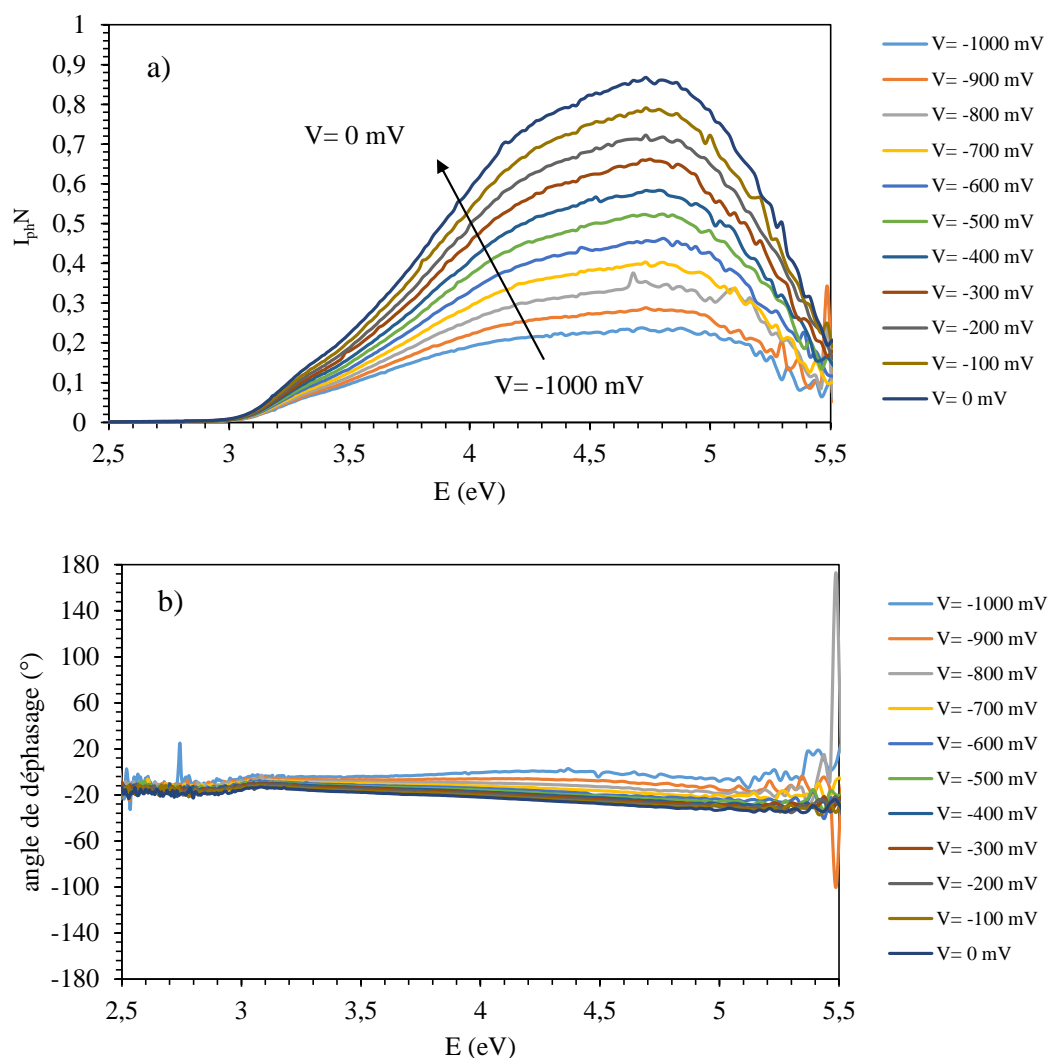 a)
1
0,9
0,8
0,7
0,6
0,5
0,4
0,3
0,2
0,1
0
I_phN
V= 0 mV
V= -1000 mV
2,5 3 3,5 4 4,5 5 5,5
E (eV)
V= -1000 mV
V= -900 mV
V= -800 mV
V= -700 mV
V= -600 mV
V= -500 mV
V= -400 mV
V= -300 mV
V= -200 mV
V= -100 mV
V= 0 mV
b)
180
140
100
60
20
-20
-60
-100
-140
-180
angle de déphasage (°)
2,5 3 3,5 4 4,5 5 5,5
E (eV)
V= -1000 mV
V= -900 mV
V= -800 mV
V= -700 mV
V= -600 mV
V= -500 mV
V= -400 mV
V= -300 mV
V= -200 mV
V= -100 mV
V= 0 mV